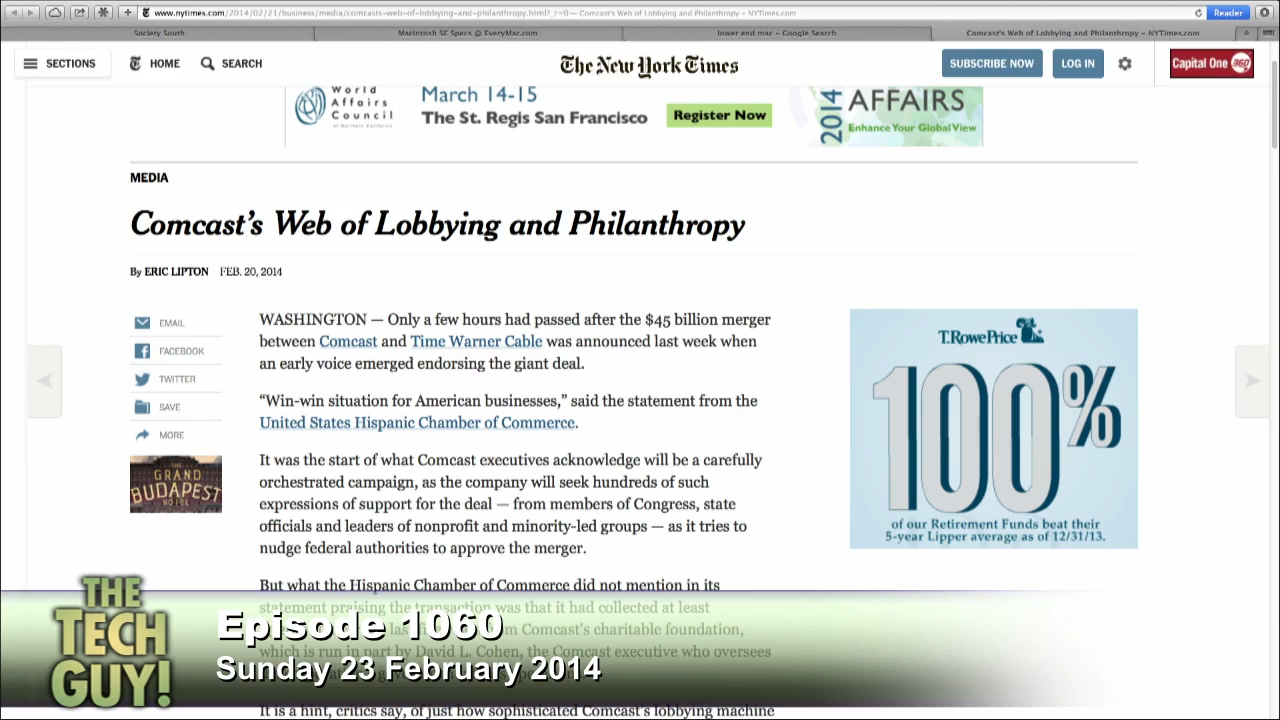 www.nytimes.com/2014/02/21/business/media/comcasts-web-of-lobbying-and-philanthropy.html?_r=0 — Comcast's Web of Lobbying and Philanthropy – NYTimes.com
Reader
Society South
Macintosh SE Specs @ EveryMac.com
lower end mac – Google Search
Comcast's Web of Lobbying and Philanthropy – NYTimes.com
SECTIONS
HOME
SEARCH
The New York Times
SUBSCRIBE NOW
LOG IN
Capital One 360
World
Affairs
Council
of Northern California
March 14-15
The St. Regis San Francisco
Register Now
2014
AFFAIRS
Enhance Your Global View
MEDIA
Comcast's Web of Lobbying and Philanthropy
By ERIC LIPTON FEB. 20, 2014
EMAIL
FACEBOOK
TWITTER
SAVE
MORE
THE
GRAND
BUDAPEST
HOTEL
WASHINGTON — Only a few hours had passed after the $45 billion merger
between Comcast and Time Warner Cable was announced last week when
an early voice emerged endorsing the giant deal.
“Win-win situation for American businesses,” said the statement from the
United States Hispanic Chamber of Commerce.
It was the start of what Comcast executives acknowledge will be a carefully
orchestrated campaign, as the company will seek hundreds of such
expressions of support for the deal — from members of Congress, state
officials and leaders of nonprofit and minority-led groups — as it tries to
nudge federal authorities to approve the merger.
But what the Hispanic Chamber of Commerce did not mention in its
statement praising the transaction was that it had collected at least
from Comcast's charitable foundation,
which is run in part by David L. Cohen, the Comcast executive who oversees
It is a hint, critics say, of just how sophisticated Comcast's lobbying machine
T. Rowe Price
100%
of our Retirement Funds beat their
5-year Lipper average as of 12/31/13.
THE
TECH
GUY!
Episode 1060
Sunday 23 February 2014